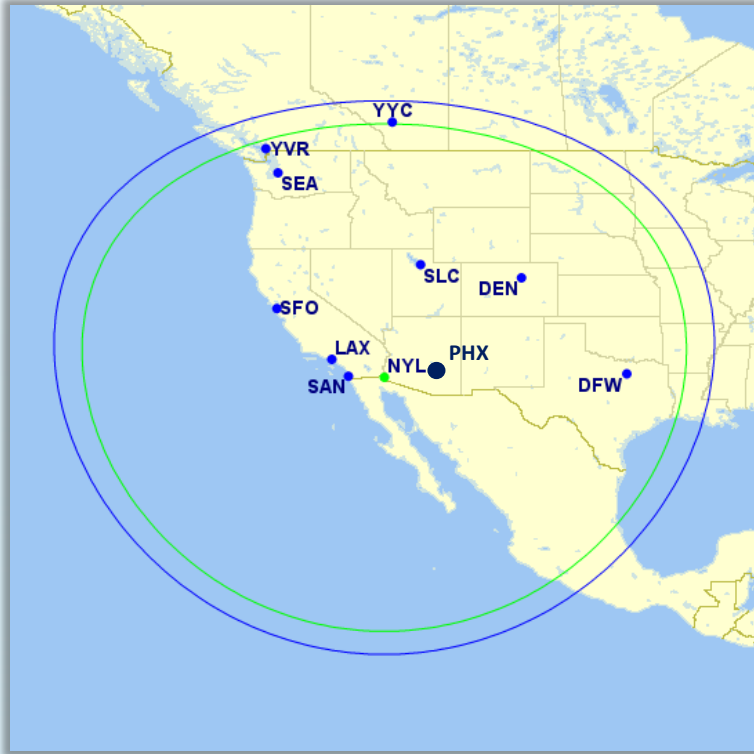 YYC
YVR
SEA
SLC
DEN
SFO
LAX
NYL
PHX
SAN
DFW